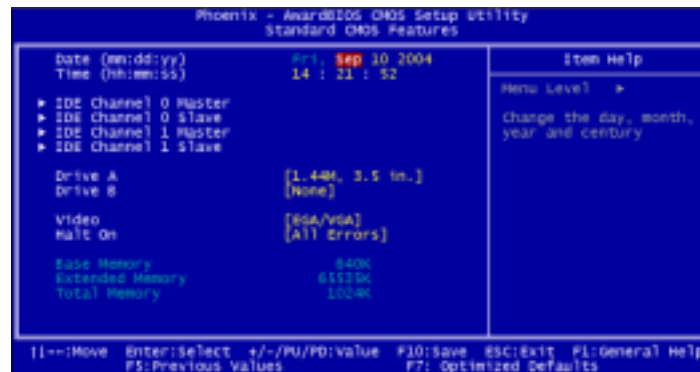 Phoenix - AwardBIOS CMOS Setup Utility
Standard CMOS Features
Date (mm:dd:yy) Fri, Sep 10 2004
Time (hh:mm:ss) 14 : 21 : 52
► IDE Channel 0 Master
► IDE Channel 0 Slave
► IDE Channel 1 Master
► IDE Channel 1 Slave
Drive A [1.44M, 3.5 in.]
Drive B [None]
Video [EGA/VGA]
Halt On [All Errors]
Base Memory 640K
Extended Memory 65535K
Total Memory 1024K
Item Help
Menu Level ►
Change the day, month,
year and century
↑↓→←:Move Enter:Select +/-/PU/PD:Value F10:Save ESC:Exit F1:General Help
F5:Previous Values F7: Optimized Defaults